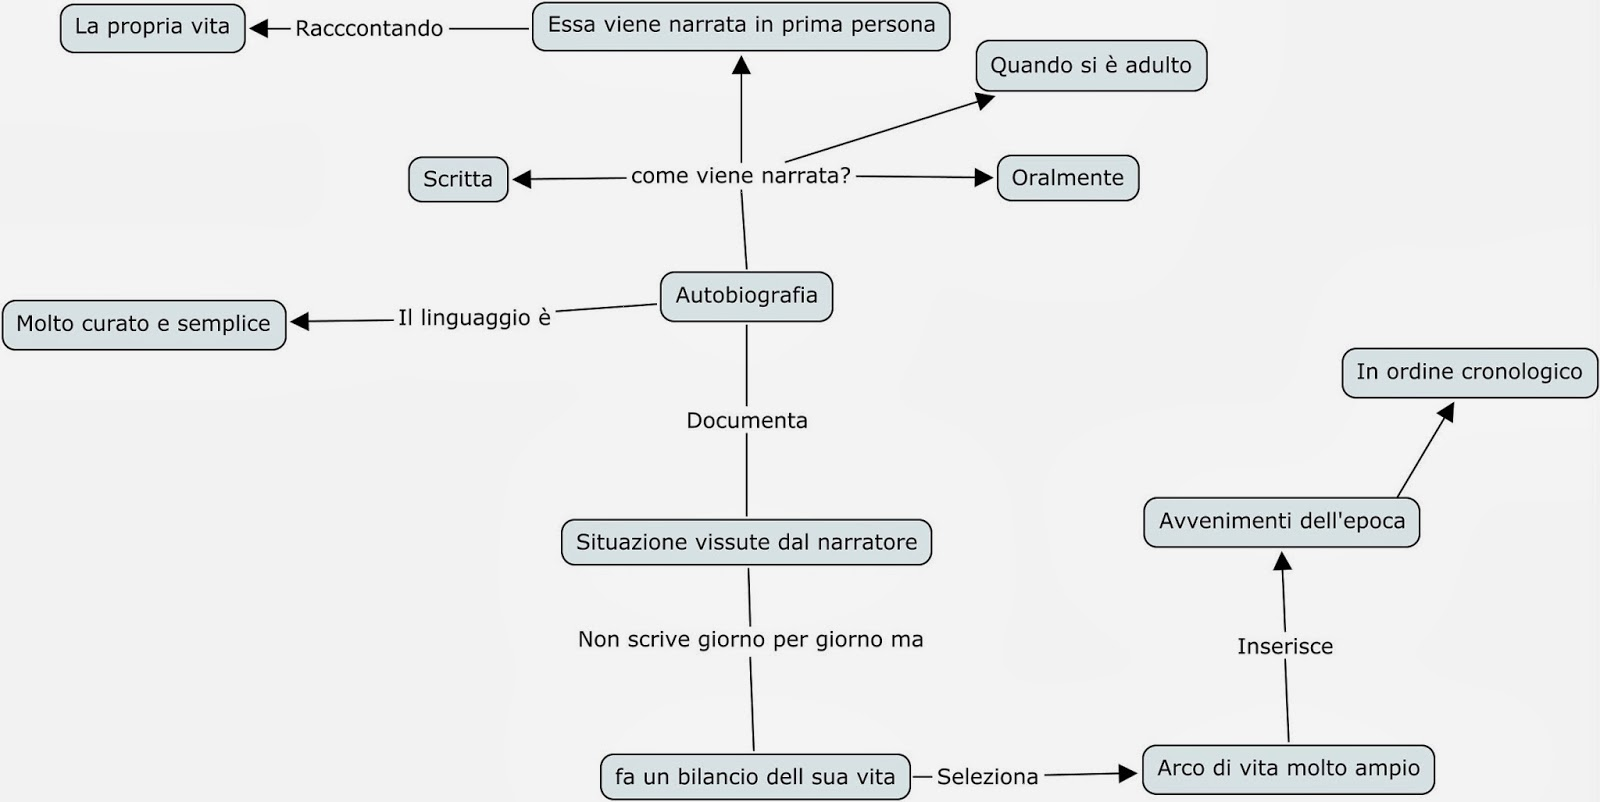 La propria vita
Racccontando
Essa viene narrata in prima persona
Quando si è adulto
Scritta
come viene narrata?
Oralmente
Autobiografia
Molto curato e semplice
Il linguaggio è
In ordine cronologico
Documenta
Avvenimenti dell'epoca
Situazione vissute dal narratore
Non scrive giorno per giorno ma
Inserisce
fa un bilancio dell sua vita
Seleziona
Arco di vita molto ampio